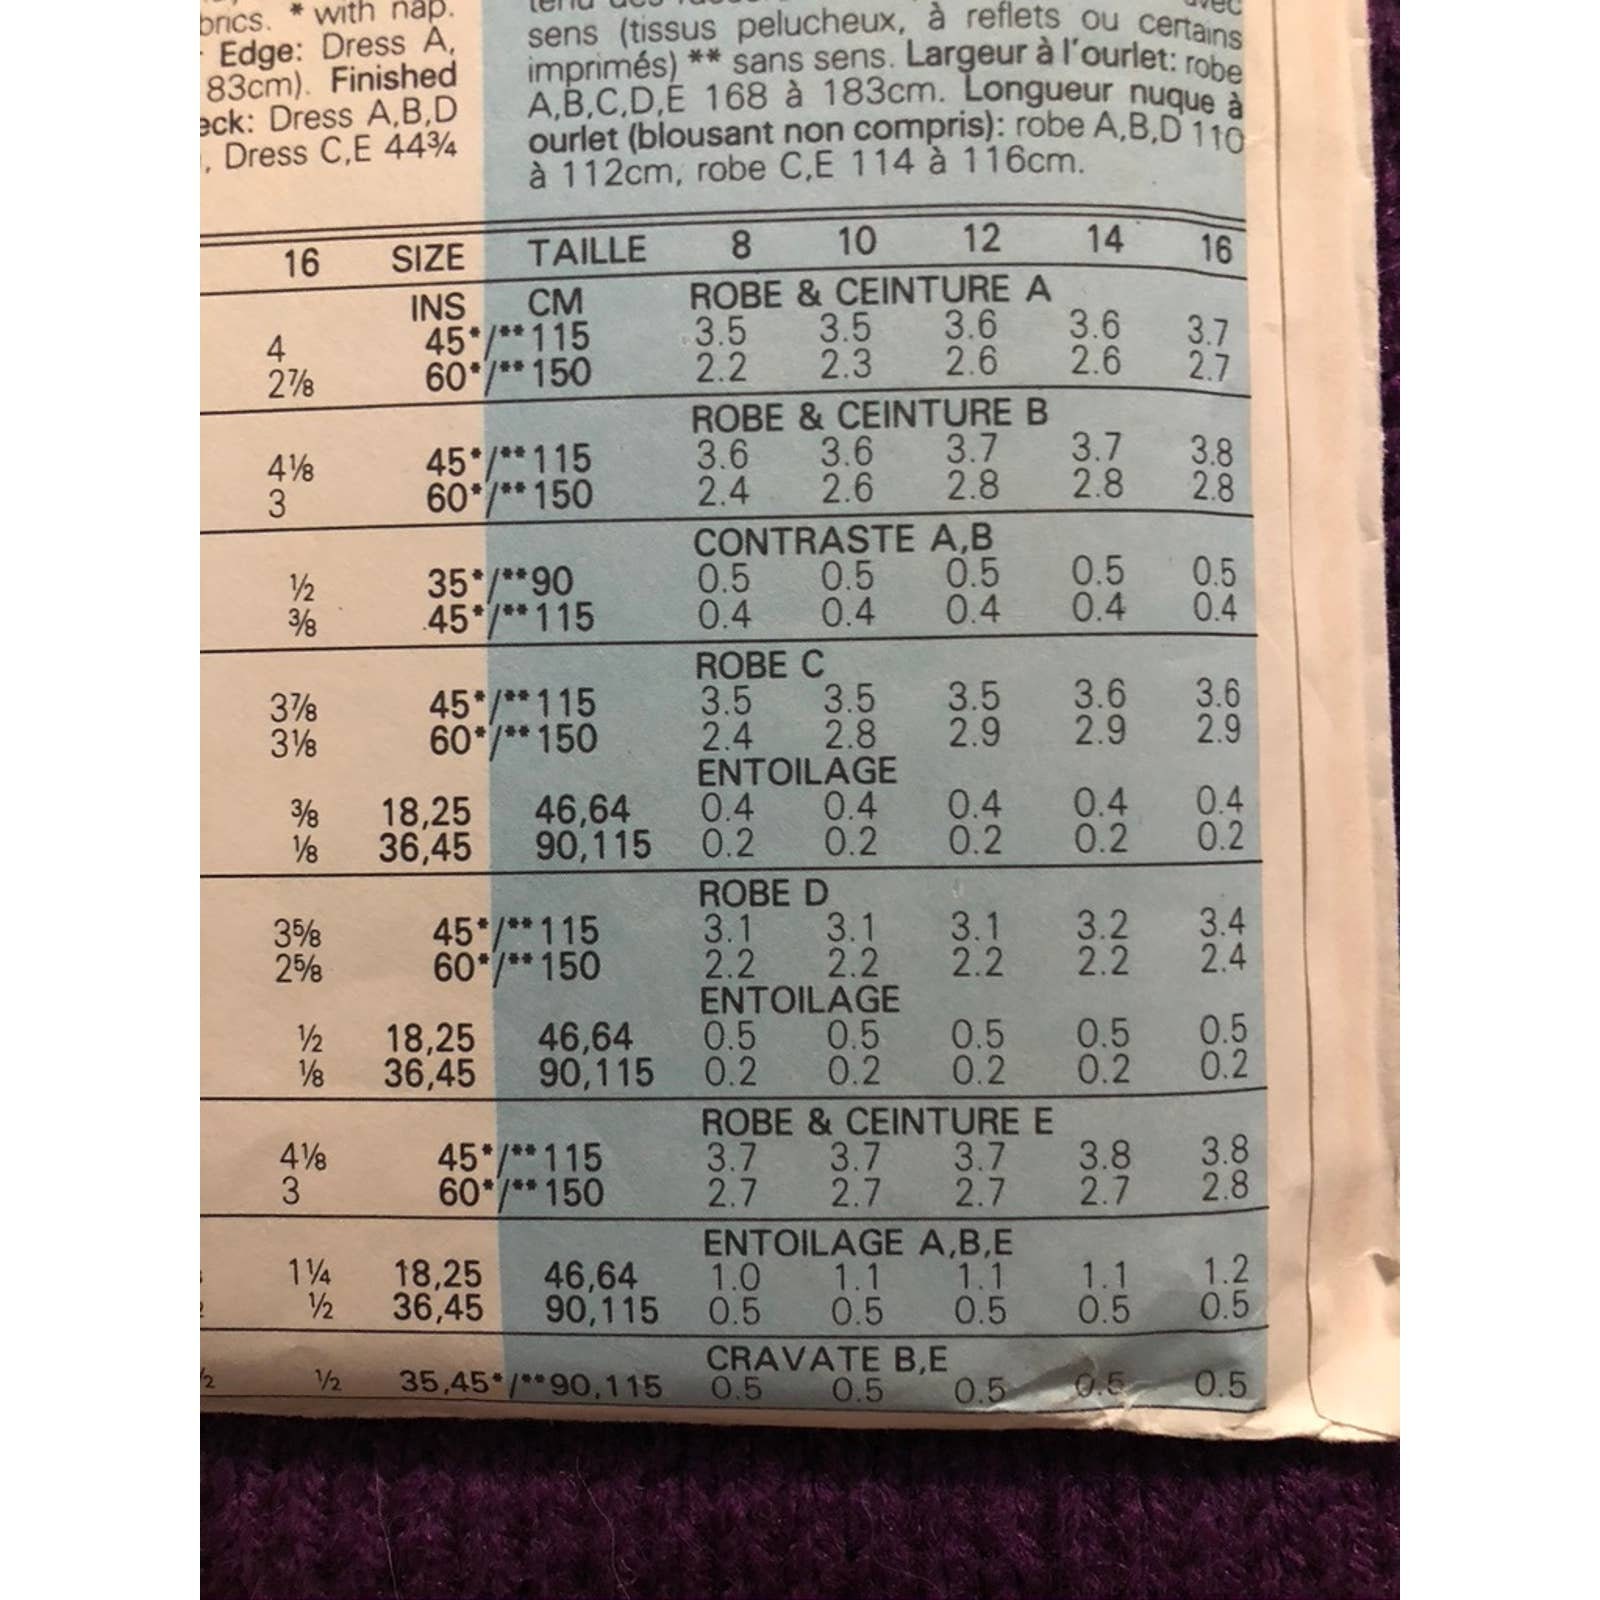 brics. * with nap.
Edge: Dress A,
83cm). Finished
eck: Dress A,B,D
, Dress C,E 44¾
sens (tissus pelucheux, à reflets ou certains
imprimés) ** sans sens. Largeur à l'ourlet: robe
A,B,C,D,E 168 à 183cm. Longueur nuque à
ourlet (blousant non compris): robe A,B,D 110
à 112cm, robe C,E 114 à 116cm.
16 SIZE TAILLE 8 10 12 14 16
INS CM ROBE & CEINTURE A
4 45*/**115 3.5 3.5 3.6 3.6 3.7
2⅞ 60*/**150 2.2 2.3 2.6 2.6 2.7
ROBE & CEINTURE B
4⅛ 45*/**115 3.6 3.6 3.7 3.7 3.8
3 60*/**150 2.4 2.6 2.8 2.8 2.8
CONTRASTE A,B
½ 35*/**90 0.5 0.5 0.5 0.5 0.5
⅜ 45*/**115 0.4 0.4 0.4 0.4 0.4
ROBE C
3⅞ 45*/**115 3.5 3.5 3.5 3.6 3.6
3⅛ 60*/**150 2.4 2.8 2.9 2.9 2.9
ENTOILAGE
⅜ 18,25 46,64 0.4 0.4 0.4 0.4 0.4
⅛ 36,45 90,115 0.2 0.2 0.2 0.2 0.2
ROBE D
3⅝ 45*/**115 3.1 3.1 3.1 3.2 3.4
2⅝ 60*/**150 2.2 2.2 2.2 2.2 2.4
ENTOILAGE
½ 18,25 46,64 0.5 0.5 0.5 0.5 0.5
⅛ 36,45 90,115 0.2 0.2 0.2 0.2 0.2
ROBE & CEINTURE E
4⅛ 45*/**115 3.7 3.7 3.7 3.8 3.8
3 60*/**150 2.7 2.7 2.7 2.7 2.8
ENTOILAGE A,B,E
1¼ 18,25 46,64 1.0 1.1 1.1 1.1 1.2
½ 36,45 90,115 0.5 0.5 0.5 0.5 0.5
CRAVATE B,E
½ 35,45*/**90,115 0.5 0.5 0.5 0.5 0.5